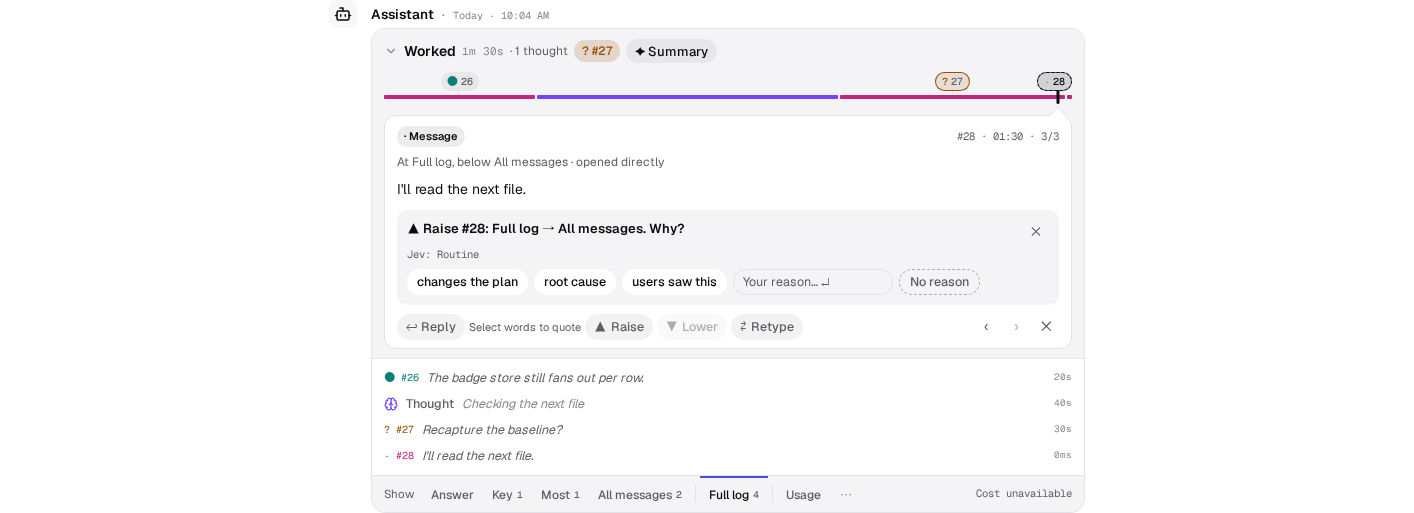 Assistant · Today · 10:04 AM
Worked 1m 30s · 1 thought ? #27 ✦ Summary
26 ? 27 · 28
· Message #28 · 01:30 · 3/3
At Full log, below All messages · opened directly
I'll read the next file.
▲ Raise #28: Full log → All messages. Why?
Jev: Routine
changes the plan root cause users saw this Your reason… ↵ No reason
↩ Reply Select words to quote ▲ Raise ▼ Lower ⇄ Retype ‹ ›
#26 The badge store still fans out per row. 20s
Thought Checking the next file 40s
? #27 Recapture the baseline? 30s
· #28 I'll read the next file. 0ms
Show Answer Key 1 Most 1 All messages 2 Full log 4 Usage ··· Cost unavailable